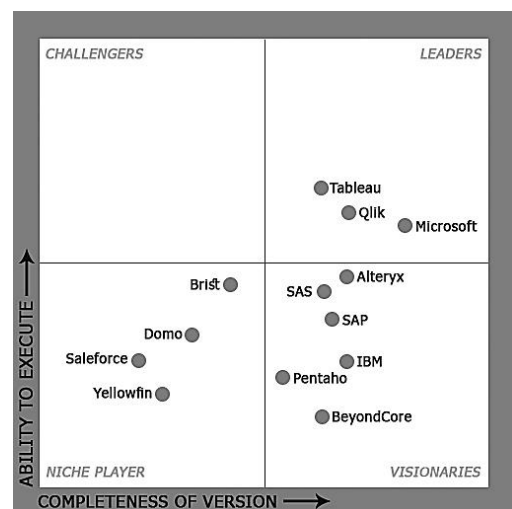 CHALLENGERS
LEADERS
Tableau
Qlik
Microsoft
Alteryx
Brist
SAS
SAP
Domo
Saleforce
IBM
Pentaho
Yellowfin
BeyondCore
NICHE PLAYER
VISIONARIES
ABILITY TO EXECUTE
COMPLETENESS OF VERSION